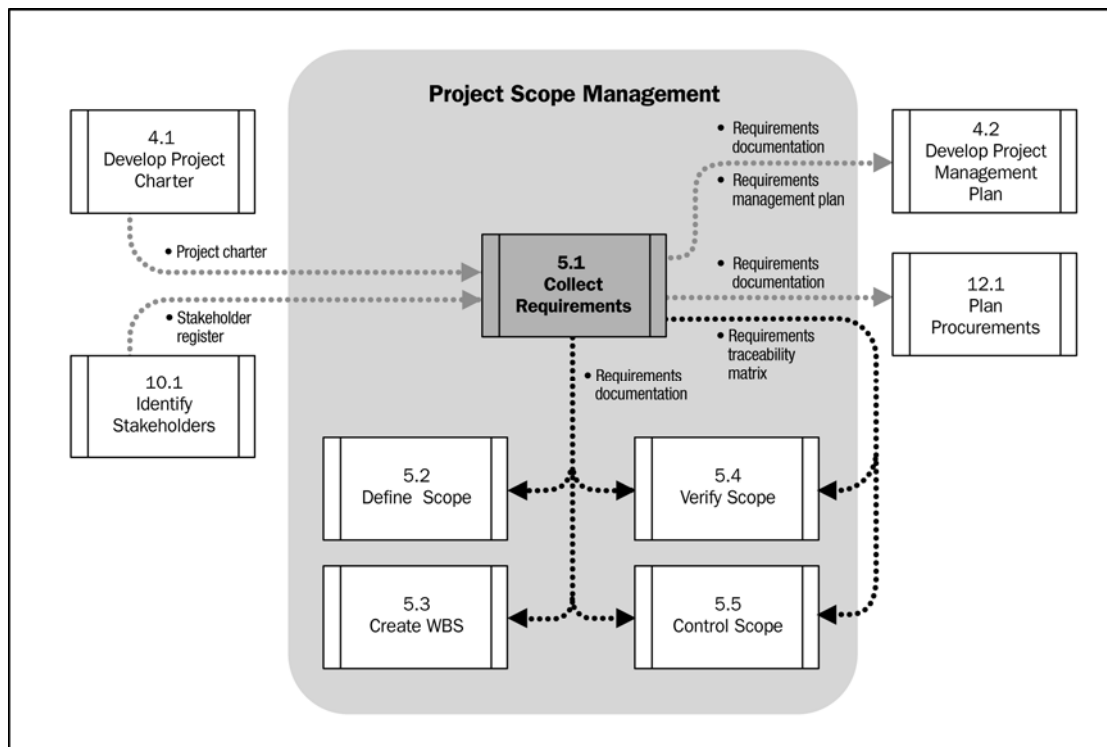 Project Scope Management
4.1
Develop Project
Charter
• Project charter
• Stakeholder
register
10.1
Identify
Stakeholders
5.1
Collect
Requirements
• Requirements
documentation
• Requirements
management plan
4.2
Develop Project
Management
Plan
• Requirements
documentation
12.1
Plan
Procurements
• Requirements
traceability
matrix
• Requirements
documentation
5.2
Define Scope
5.4
Verify Scope
5.3
Create WBS
5.5
Control Scope